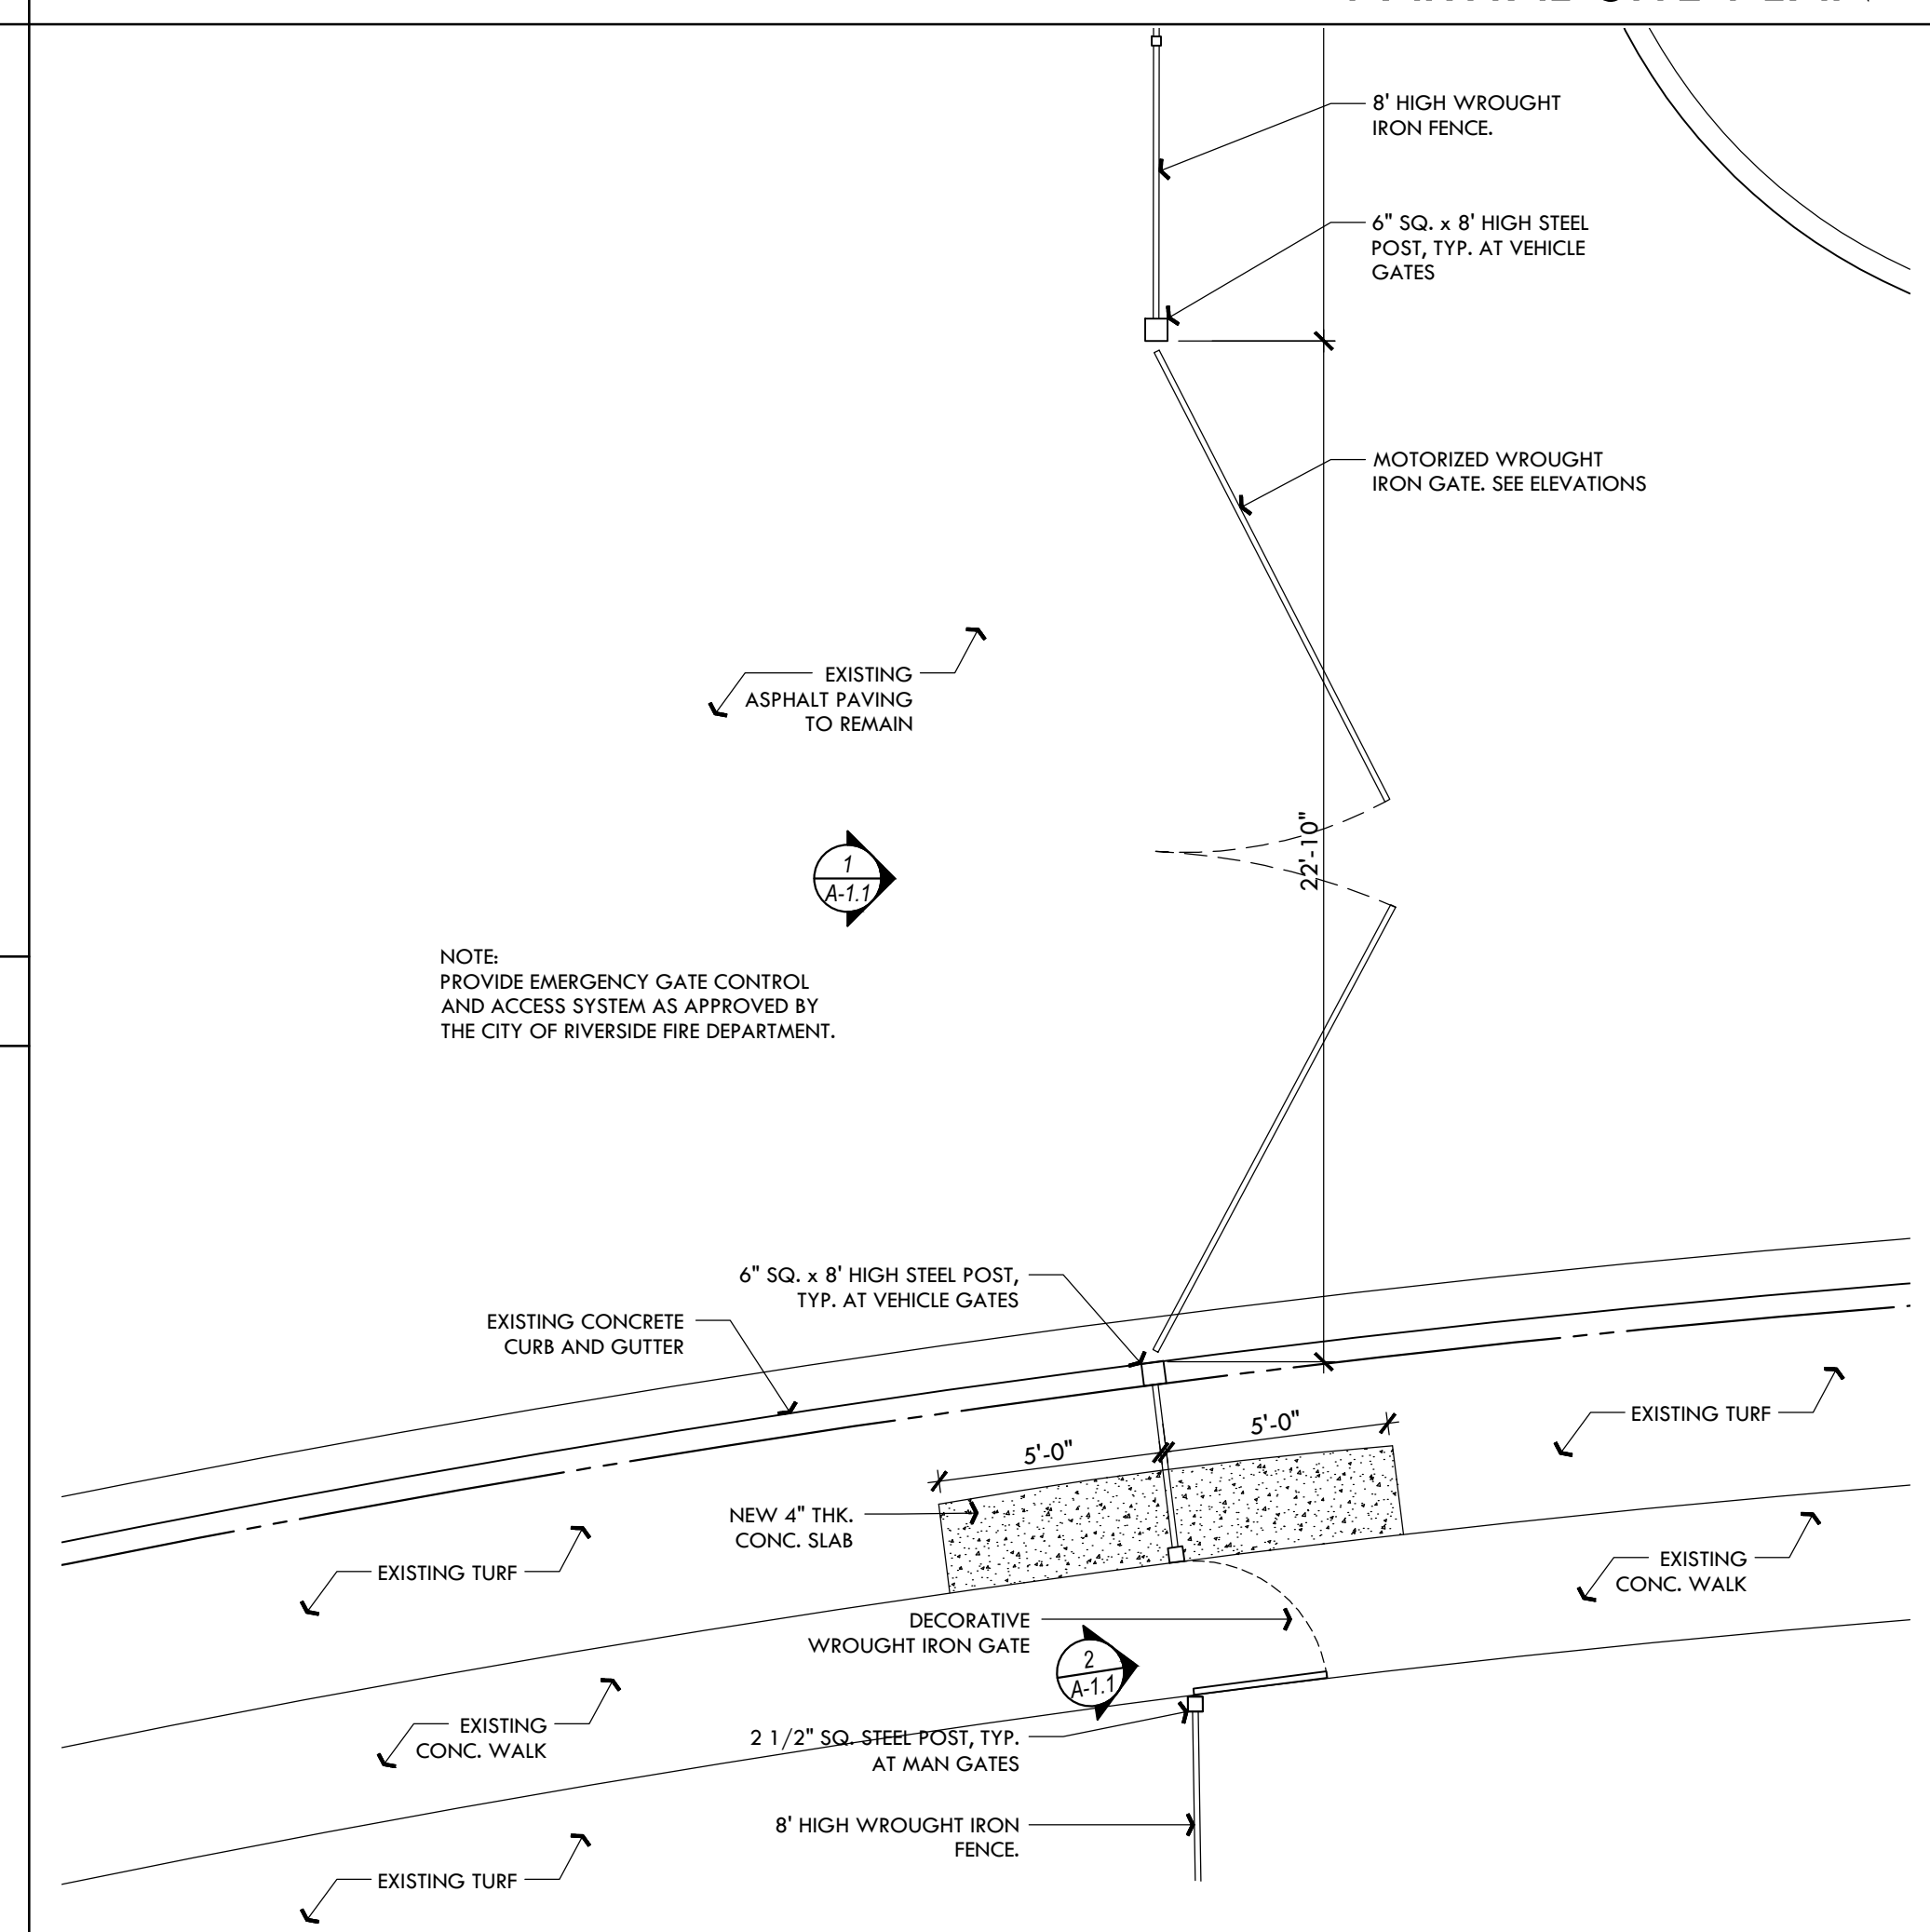 8' HIGH WROUGHT
IRON FENCE.
6" SQ. x 8' HIGH STEEL
POST, TYP. AT VEHICLE
GATES
MOTORIZED WROUGHT
IRON GATE. SEE ELEVATIONS
EXISTING
ASPHALT PAVING
TO REMAIN
22'-10"
1
A-1.1
NOTE:
PROVIDE EMERGENCY GATE CONTROL
AND ACCESS SYSTEM AS APPROVED BY
THE CITY OF RIVERSIDE FIRE DEPARTMENT.
6" SQ. x 8' HIGH STEEL POST,
TYP. AT VEHICLE GATES
EXISTING CONCRETE
CURB AND GUTTER
EXISTING TURF
5'-0"
5'-0"
NEW 4" THK.
CONC. SLAB
EXISTING TURF
EXISTING
CONC. WALK
DECORATIVE
WROUGHT IRON GATE
2
A-1.1
EXISTING
CONC. WALK
2 1/2" SQ. STEEL POST, TYP.
AT MAN GATES
8' HIGH WROUGHT IRON
FENCE.
EXISTING TURF